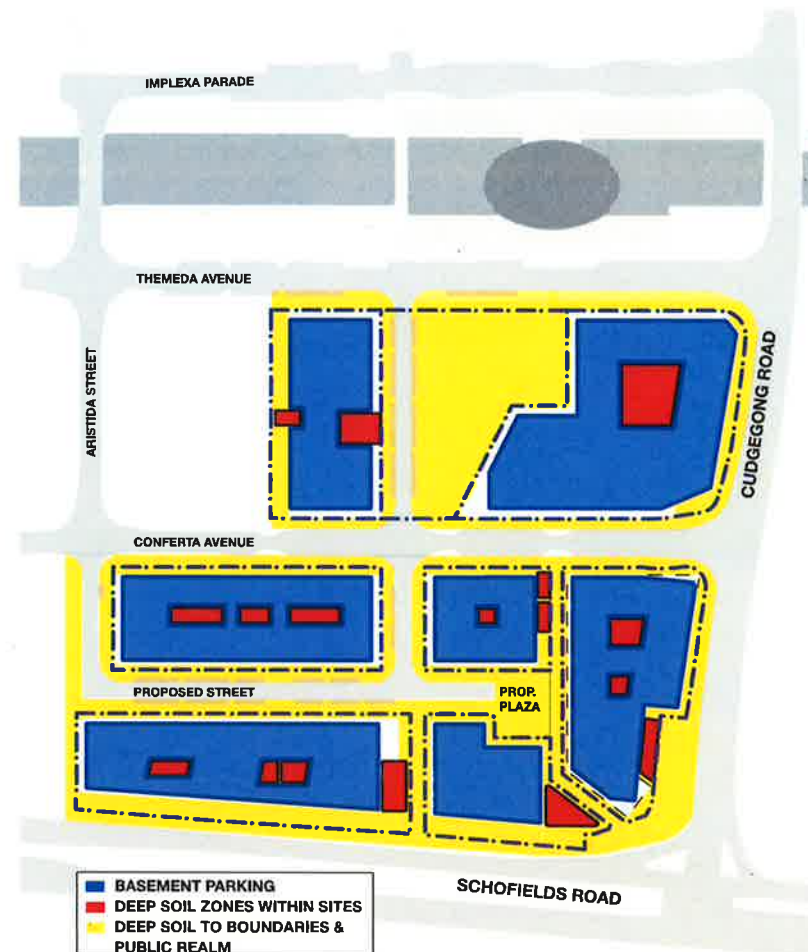 IMPLEXA PARADE
THEMEDA AVENUE
ARISTIDA STREET
CUDGEGONG ROAD
CONFERTA AVENUE
PROPOSED STREET
PROP.
PLAZA
SCHOFIELDS ROAD
BASEMENT PARKING
DEEP SOIL ZONES WITHIN SITES
DEEP SOIL TO BOUNDARIES &
PUBLIC REALM